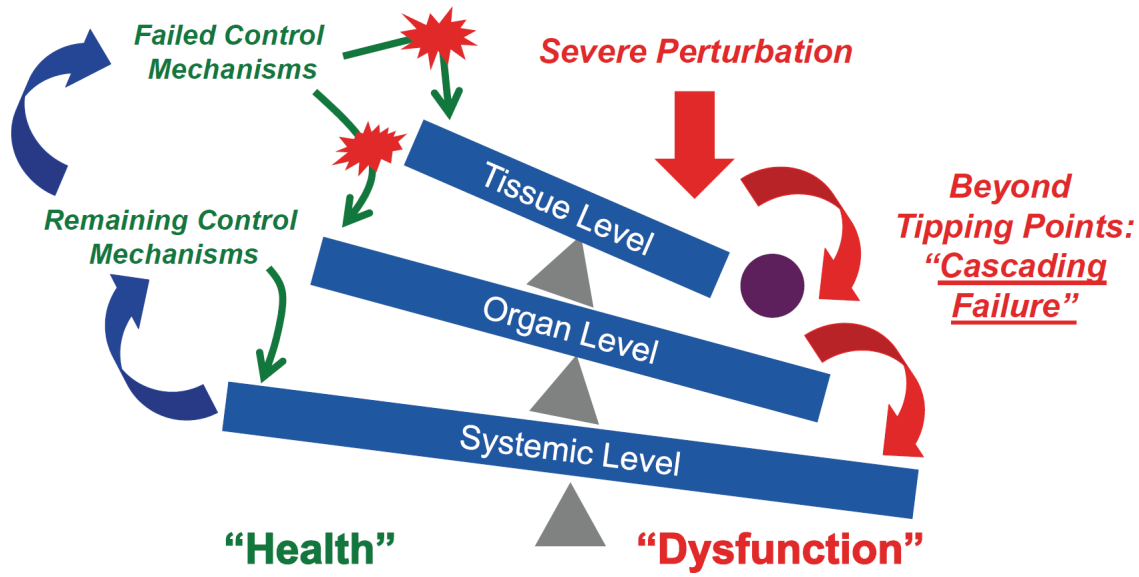 Failed Control
Mechanisms
Severe Perturbation
Tissue Level
Beyond
Tipping Points:
“Cascading
Failure”
Remaining Control
Mechanisms
Organ Level
Systemic Level
“Health”
“Dysfunction”